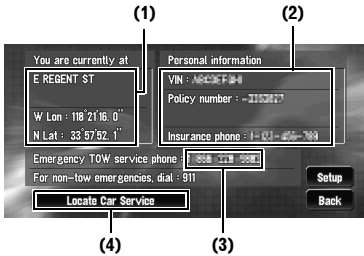 (1)
(2)
You are currently at
Personal information
E REGENT ST
VIN :
Policy number :
W Lon : 118°21'16. 0"
N Lat : 33°57'52. 1"
Insurance phone :
Emergency TOW service phone :
For non-tow emergencies, dial : 911
Setup
Locate Car Service
Back
(4)
(3)